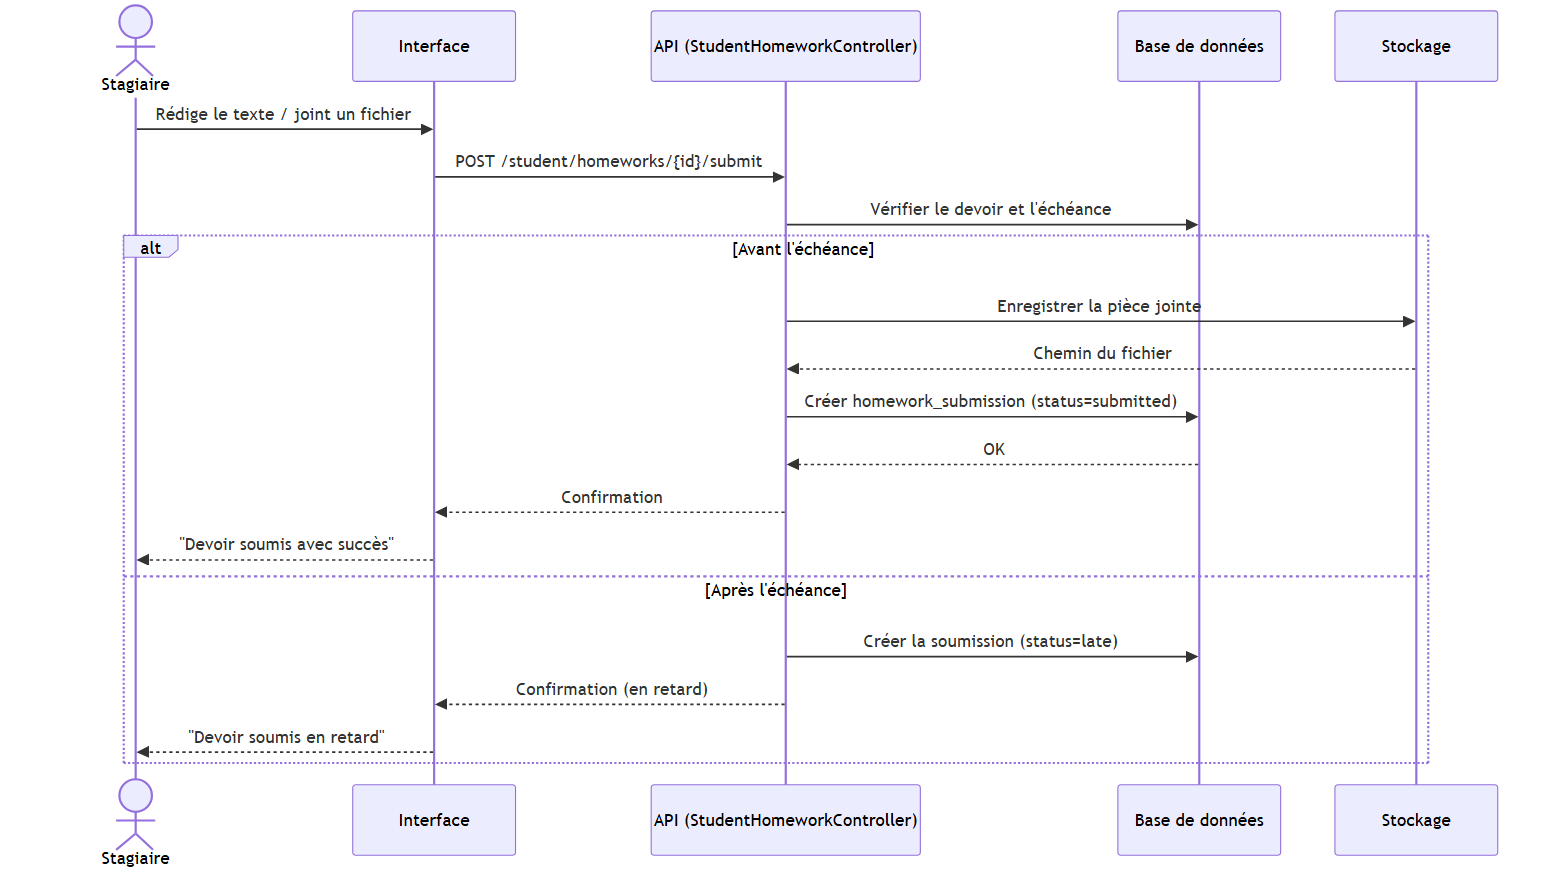 Stagiaire
Interface
API (StudentHomeworkController)
Base de données
Stockage
Rédige le texte / joint un fichier
POST /student/homeworks/{id}/submit
Vérifier le devoir et l'échéance
alt
[Avant l'échéance]
Enregistrer la pièce jointe
Chemin du fichier
Créer homework_submission (status=submitted)
OK
Confirmation
"Devoir soumis avec succès"
[Après l'échéance]
Créer la soumission (status=late)
Confirmation (en retard)
"Devoir soumis en retard"
Stagiaire
Interface
API (StudentHomeworkController)
Base de données
Stockage